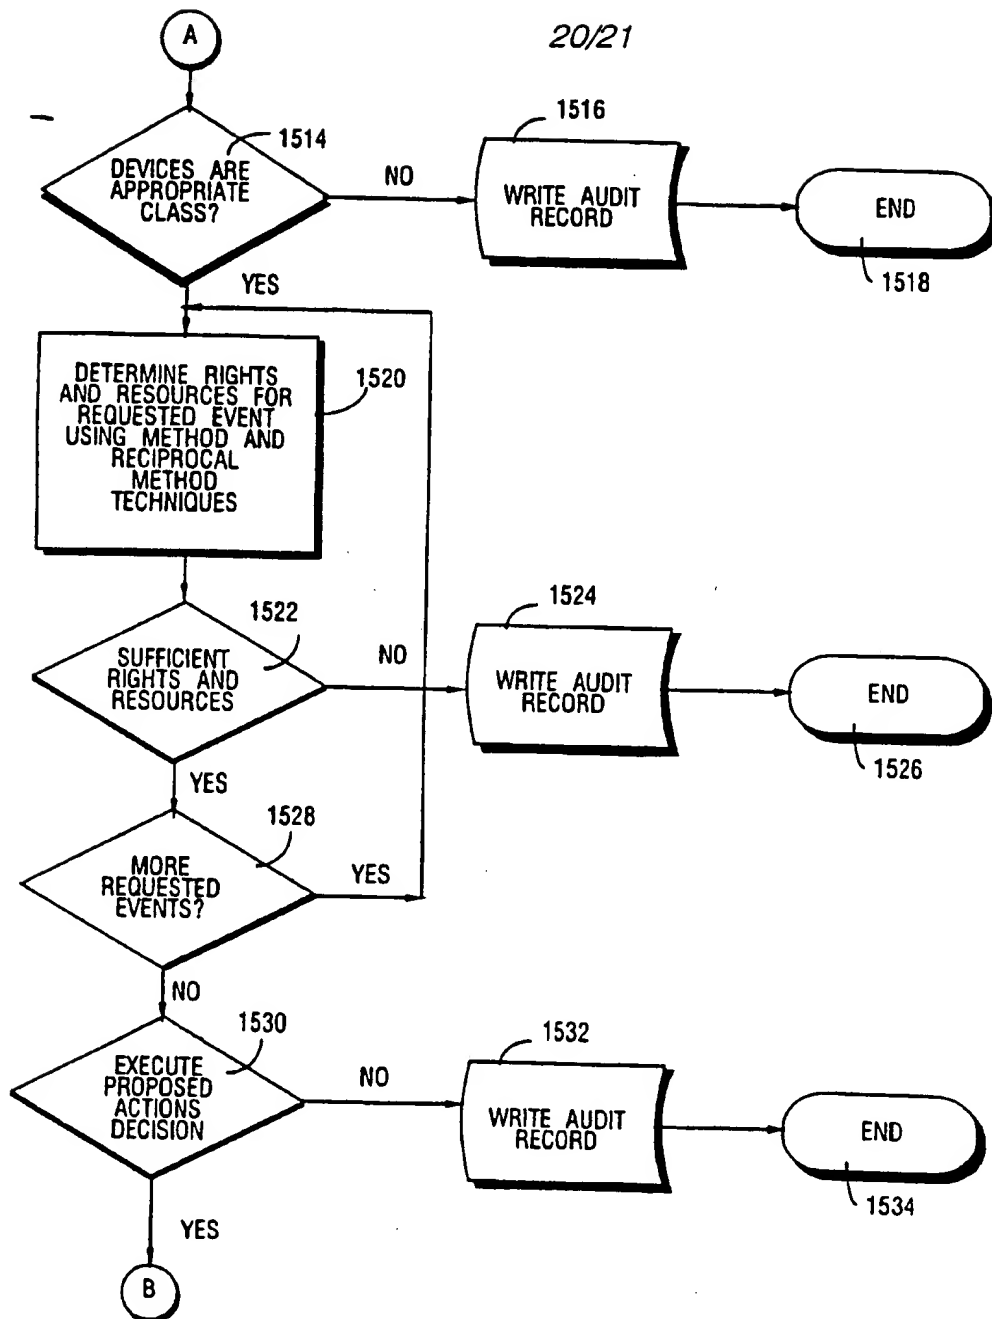 A
20/21
1514
DEVICES ARE
APPROPRIATE
CLASS?
NO
1516
WRITE AUDIT
RECORD
END
1518
YES
DETERMINE RIGHTS
AND RESOURCES FOR
REQUESTED EVENT
USING METHOD AND
RECIPROCAL
METHOD
TECHNIQUES
1520
1522
SUFFICIENT
RIGHTS AND
RESOURCES
NO
1524
WRITE AUDIT
RECORD
END
1526
YES
1528
MORE
REQUESTED
EVENTS?
YES
NO
1530
EXECUTE
PROPOSED
ACTIONS
DECISION
NO
1532
WRITE AUDIT
RECORD
END
1534
YES
B